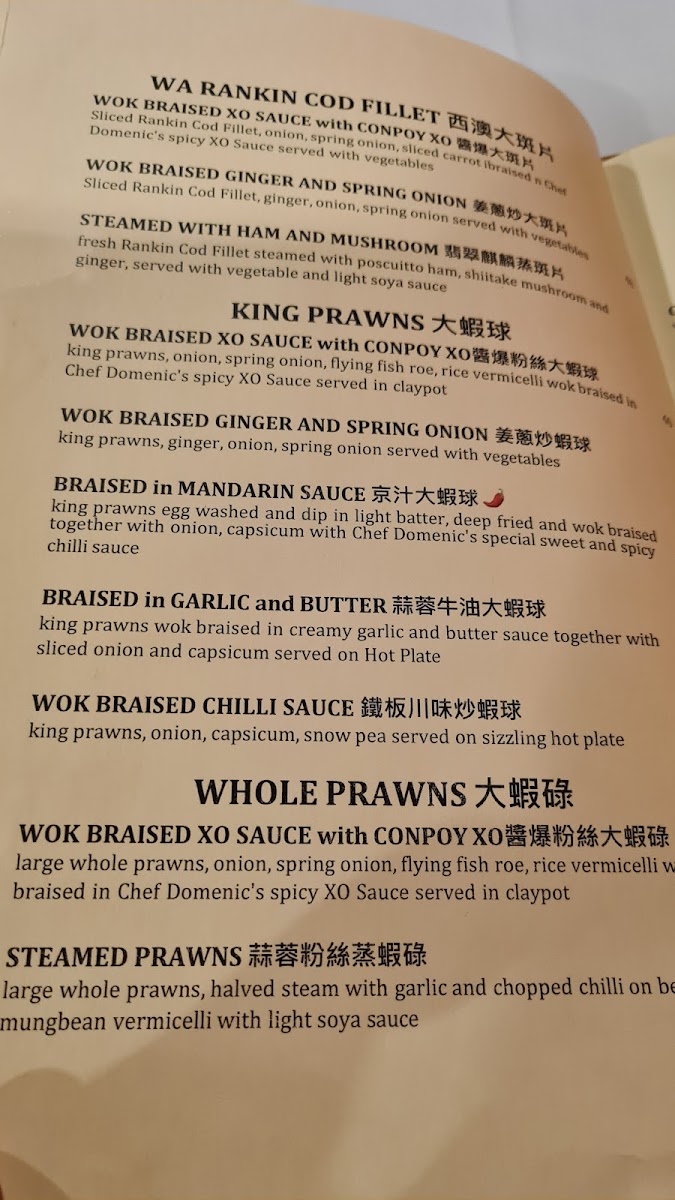 WA RANKIN COD FILLET 西澳大斑片
WOK BRAISED XO SAUCE with CONPOY XO 醬爆大斑片
Sliced Rankin Cod Fillet, onion, spring onion, sliced carrot ibraised n Chef
Domenic's spicy XO Sauce served with vegetables
WOK BRAISED GINGER AND SPRING ONION 姜蔥炒大斑片
Sliced Rankin Cod Fillet, ginger, onion, spring onion served with vegetables
STEAMED WITH HAM AND MUSHROOM 翡翠麒麟蒸斑片
fresh Rankin Cod Fillet steamed with poscuitto ham, shiitake mushroom and
ginger, served with vegetable and light soya sauce
KING PRAWNS 大蝦球
WOK BRAISED XO SAUCE with CONPOY XO醬爆粉絲大蝦球
king prawns, onion, spring onion, flying fish roe, rice vermicelli wok braised in
Chef Domenic's spicy XO Sauce served in claypot
WOK BRAISED GINGER AND SPRING ONION 姜蔥炒蝦球
king prawns, ginger, onion, spring onion served with vegetables
BRAISED in MANDARIN SAUCE 京汁大蝦球
king prawns egg washed and dip in light batter, deep fried and wok braised
together with onion, capsicum with Chef Domenic's special sweet and spicy
chilli sauce
BRAISED in GARLIC and BUTTER 蒜蓉牛油大蝦球
king prawns wok braised in creamy garlic and butter sauce together with
sliced onion and capsicum served on Hot Plate
WOK BRAISED CHILLI SAUCE 鐵板川味炒蝦球
king prawns, onion, capsicum, snow pea served on sizzling hot plate
WHOLE PRAWNS 大蝦碌
WOK BRAISED XO SAUCE with CONPOY XO醬爆粉絲大蝦碌
large whole prawns, onion, spring onion, flying fish roe, rice vermicelli w
braised in Chef Domenic's spicy XO Sauce served in claypot
STEAMED PRAWNS 蒜蓉粉絲蒸蝦碌
large whole prawns, halved steam with garlic and chopped chilli on be
mungbean vermicelli with light soya sauce